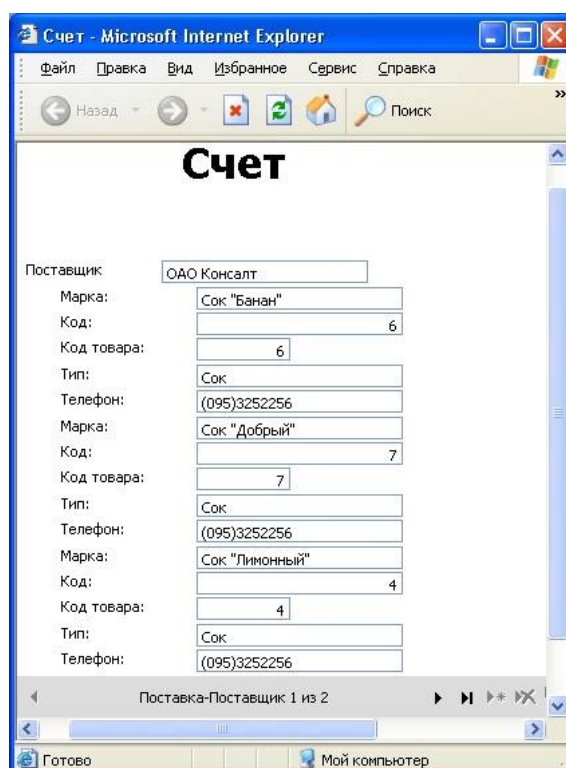 Счет - Microsoft Internet Explorer
Файл Правка Вид Избранное Сервис Справка
Назад Поиск »
Счет
Поставщик ОАО Консалт
Марка: Сок "Банан"
Код: 6
Код товара: 6
Тип: Сок
Телефон: (095)3252256
Марка: Сок "Добрый"
Код: 7
Код товара: 7
Тип: Сок
Телефон: (095)3252256
Марка: Сок "Лимонный"
Код: 4
Код товара: 4
Тип: Сок
Телефон: (095)3252256
Поставка-Поставщик 1 из 2
Готово Мой компьютер